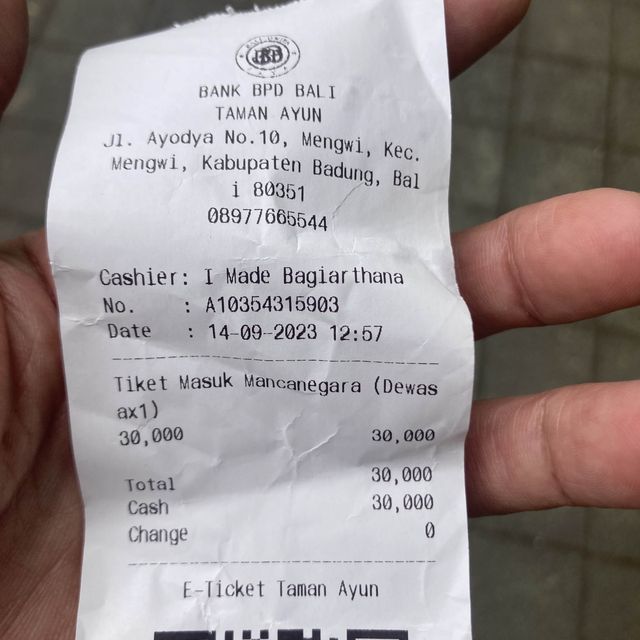 BANK BPD BALI
TAMAN AYUN
Jl. Ayodya No.10, Mengwi, Kec.
Mengwi, Kabupaten Badung, Bal
i 80351
08977665544
Cashier: I Made Bagiarthana
No. : A10354315903
Date : 14-09-2023 12:57
Tiket Masuk Mancanegara (Dewas
ax1)
30,000 30,000
Total 30,000
Cash 30,000
Change 0
E-Ticket Taman Ayun